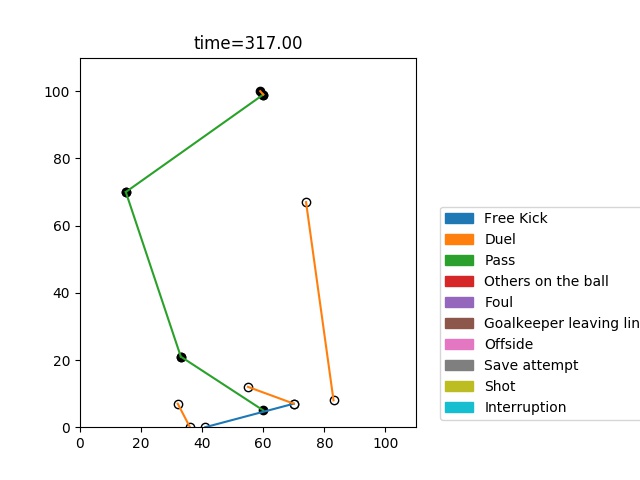 time=317.00
100
80
60
40
20
0
0 20 40 60 80 100
Free Kick
Duel
Pass
Others on the ball
Foul
Goalkeeper leaving lin
Offside
Save attempt
Shot
Interruption